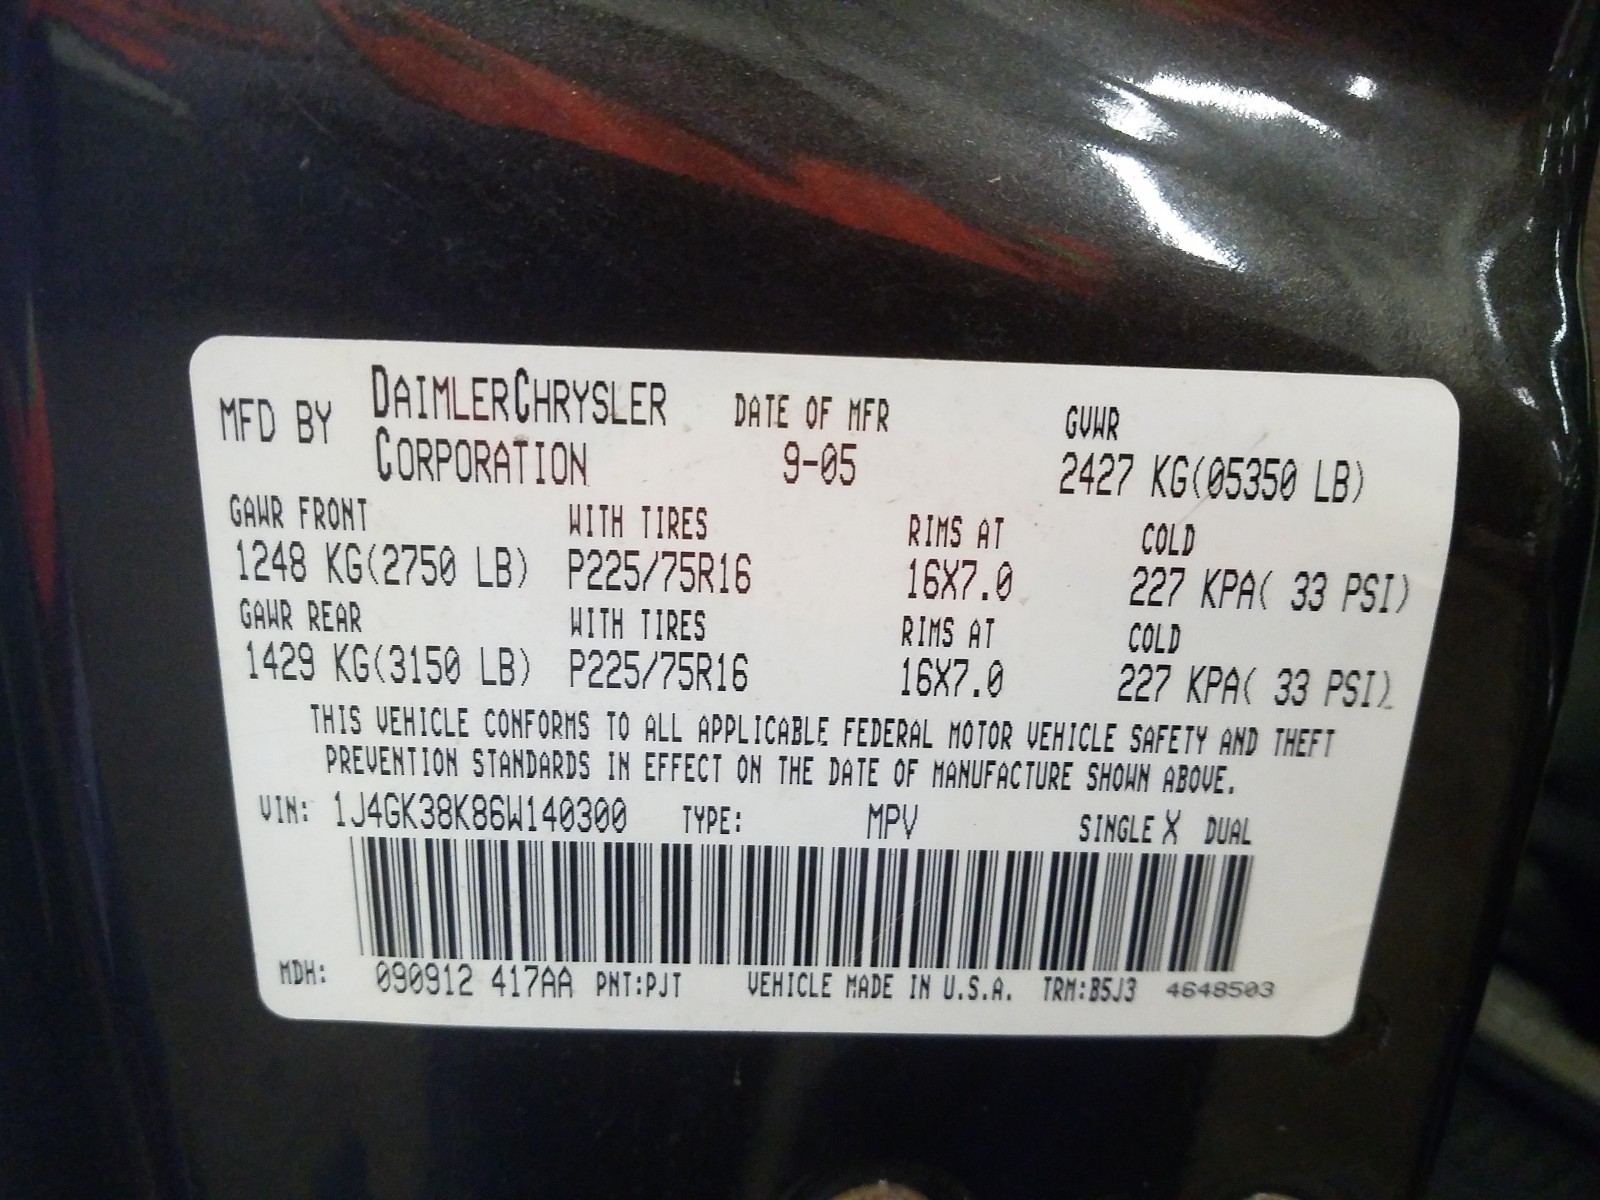 MFD BY DAIMLERCHRYSLER CORPORATION DATE OF MFR 9-05 GVWR 2427 KG(05350 LB)
GAWR FRONT WITH TIRES RIMS AT COLD
1248 KG(2750 LB) P225/75R16 16X7.0 227 KPA( 33 PSI)
GAWR REAR WITH TIRES RIMS AT COLD
1429 KG(3150 LB) P225/75R16 16X7.0 227 KPA( 33 PSI)
THIS VEHICLE CONFORMS TO ALL APPLICABLE FEDERAL MOTOR VEHICLE SAFETY AND THEFT
PREVENTION STANDARDS IN EFFECT ON THE DATE OF MANUFACTURE SHOWN ABOVE.
VIN: 1J4GK38K86W140300 TYPE: MPV SINGLE X DUAL
MDH: 090912 417AA PNT:PJT VEHICLE MADE IN U.S.A. TRM:B5J3 4648503